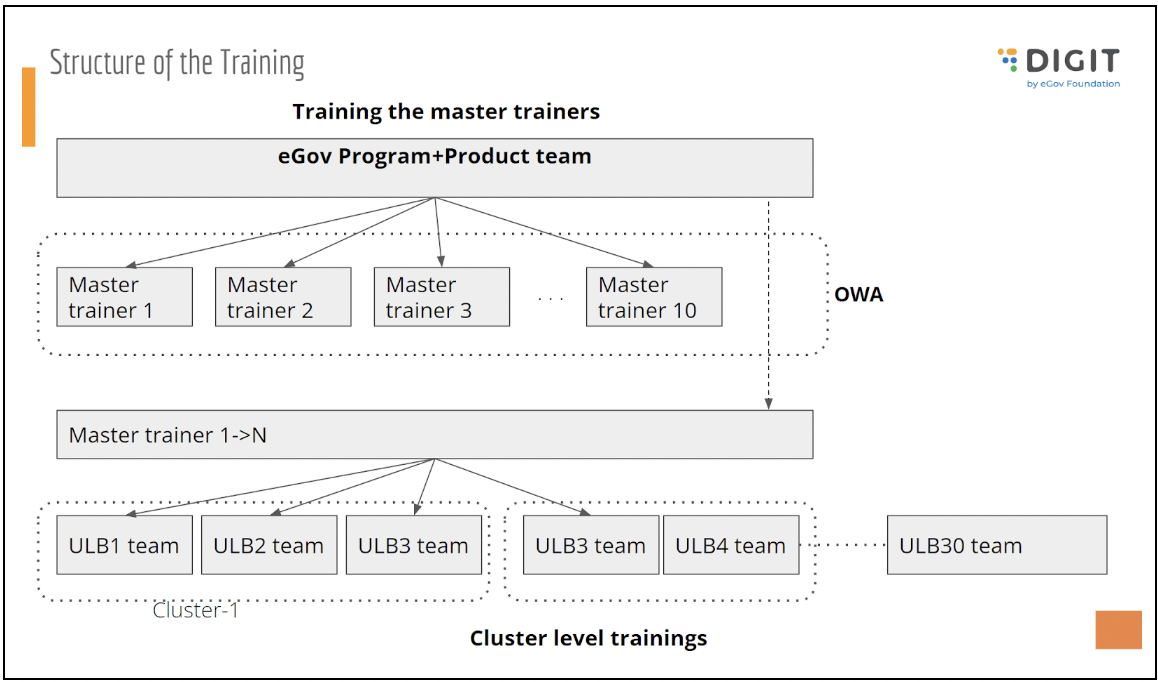 Structure of the Training
DIGIT
by eGov Foundation
Training the master trainers
eGov Program+Product team
Master
trainer 1
Master
trainer 2
Master
trainer 3
. . .
Master
trainer 10
OWA
Master trainer 1->N
ULB1 team
ULB2 team
ULB3 team
ULB3 team
ULB4 team
ULB30 team
Cluster-1
Cluster level trainings